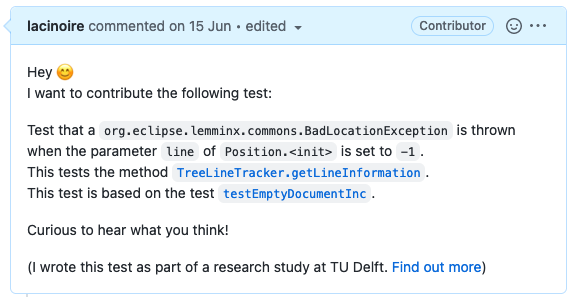 lacinoire commented on 15 Jun • edited
Contributor
Hey 😊
I want to contribute the following test:
Test that a org.eclipse.lemminx.commons.BadLocationException is thrown
when the parameter line of Position.<init> is set to -1.
This tests the method TreeLineTracker.getLineInformation.
This test is based on the test testEmptyDocumentInc.
Curious to hear what you think!
(I wrote this test as part of a research study at TU Delft. Find out more)